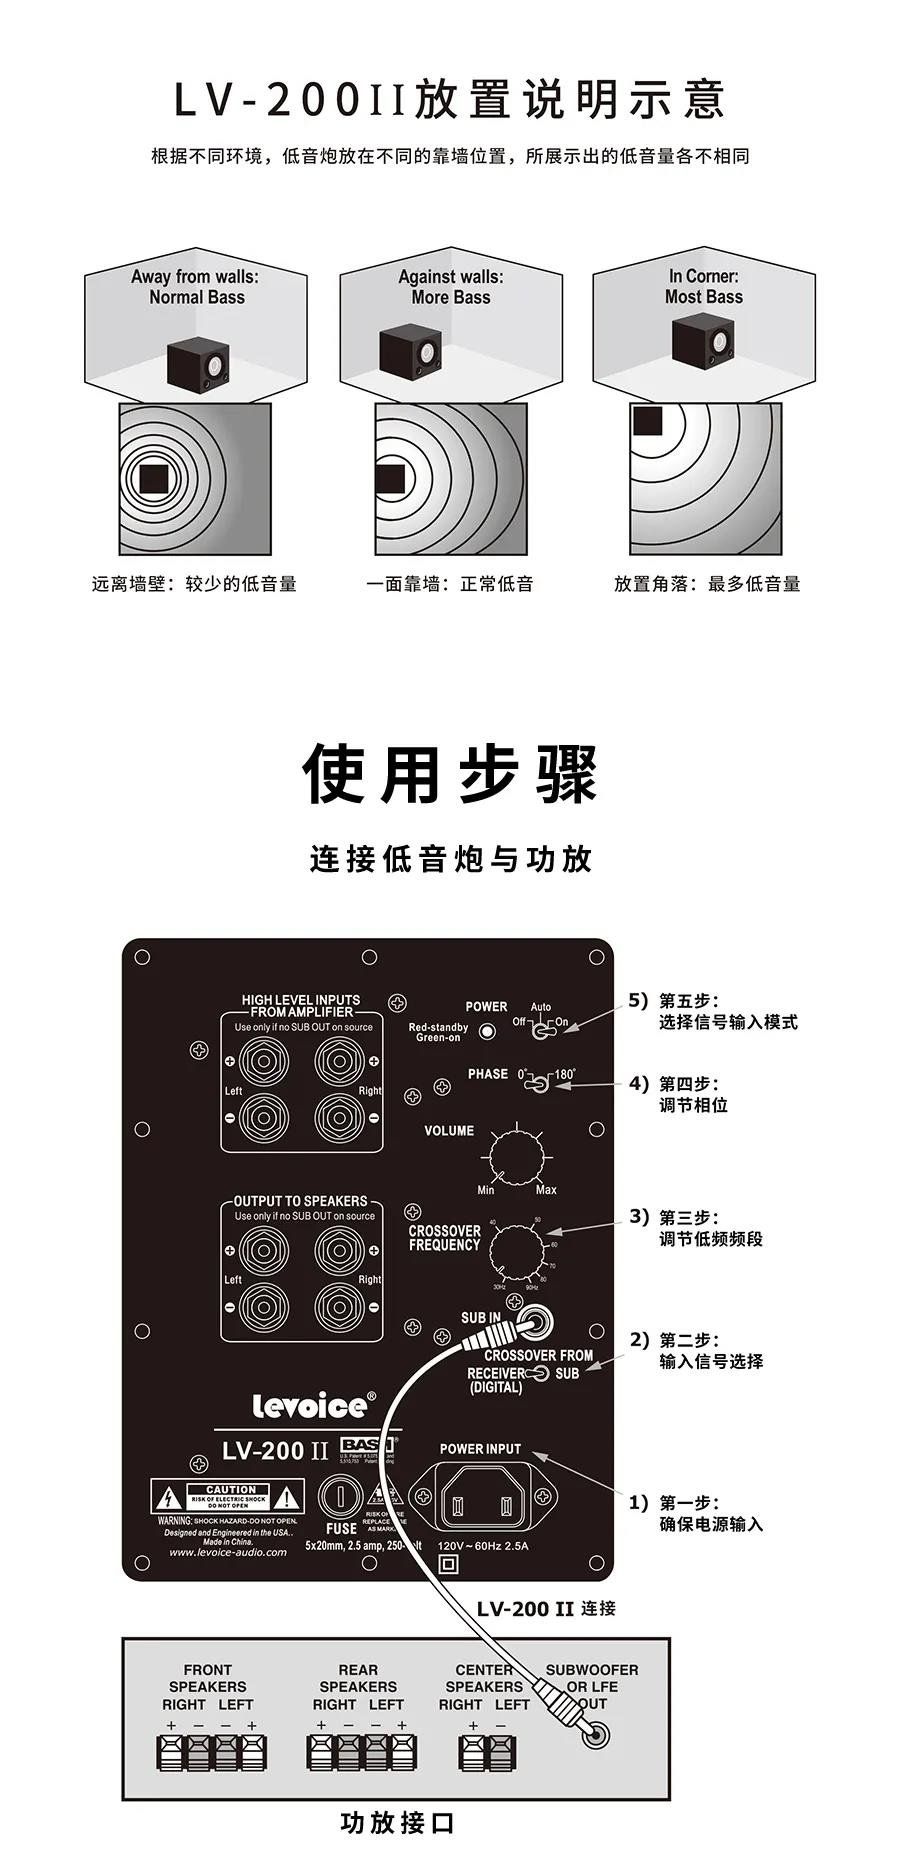 LV-200II放置说明示意
根据不同环境，低音炮放在不同的靠墙位置，所展示出的低音量各不相同
Away from walls:
Normal Bass
Against walls:
More Bass
In Corner:
Most Bass
远离墙壁：较少的低音量
一面靠墙：正常低音
放置角落：最多低音量
使用步骤
连接低音炮与功放
HIGH LEVEL INPUTS
FROM AMPLIFIER
Use only if no SUB OUT on source
Left
Right
POWER
Red-standby
Green-on
Off
Auto
On
5) 第五步：
选择信号输入模式
PHASE 0° 180°
4) 第四步：
调节相位
VOLUME
Min
Max
OUTPUT TO SPEAKERS
Use only if no SUB OUT on source
Left
Right
CROSSOVER
FREQUENCY
40
50
60
70
80
30Hz
90Hz
3) 第三步：
调节低频频段
SUB IN
CROSSOVER FROM
RECEIVER
(DIGITAL)
SUB
2) 第二步：
输入信号选择
Levoice®
LV-200 II
CAUTION
RISK OF ELECTRIC SHOCK
DO NOT OPEN
WARNING: SHOCK HAZARD-DO NOT OPEN.
Designed and Engineered in the USA..
Made in China.
www.levoice-audio.com
FUSE
5x20mm, 2.5 amp, 250-
POWER INPUT
120V~60Hz 2.5A
1) 第一步：
确保电源输入
LV-200 II 连接
FRONT
SPEAKERS
RIGHT LEFT
+ − − +
REAR
SPEAKERS
RIGHT LEFT
+ − − +
CENTER
SPEAKERS
RIGHT LEFT
+ −
SUBWOOFER
OR LFE
OUT
功放接口